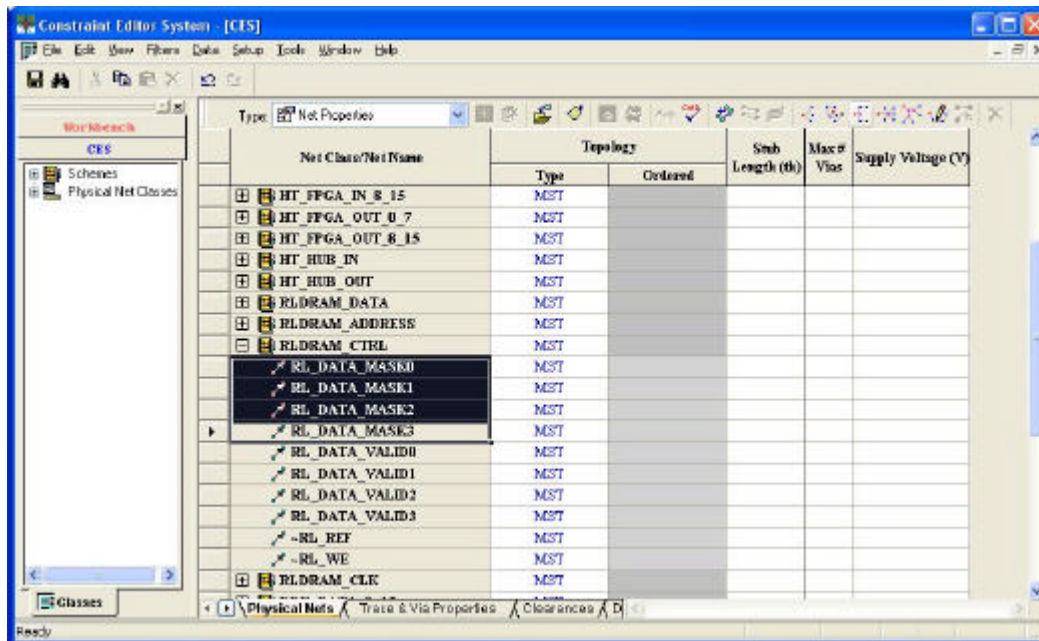 Constraint Editor System - [CES]
File Edit View Filters Data Setup Tools Window Help
Type: Net Properties
Workbench
CES
Schemes
Physical Net Classes
Classes
Net Class/Net Name Topology Stub Length (th) Max # Vias Supply Voltage (V)
Type Ordered
HT_FPGA_IN_8_15 MST
HT_FPGA_OUT_0_7 MST
HT_FPGA_OUT_8_15 MST
HT_HUB_IN MST
HT_HUB_OUT MST
RLDRAM_DATA MST
RLDRAM_ADDRESS MST
RLDRAM_CTRL MST
RL_DATA_MASK0 MST
RL_DATA_MASK1 MST
RL_DATA_MASK2 MST
RL_DATA_MASK3 MST
RL_DATA_VALID0 MST
RL_DATA_VALID1 MST
RL_DATA_VALID2 MST
RL_DATA_VALID3 MST
~RL_REF MST
~RL_WE MST
RLDRAM_CLK MST
Physical Nets Trace & Via Properties Clearances D
Ready